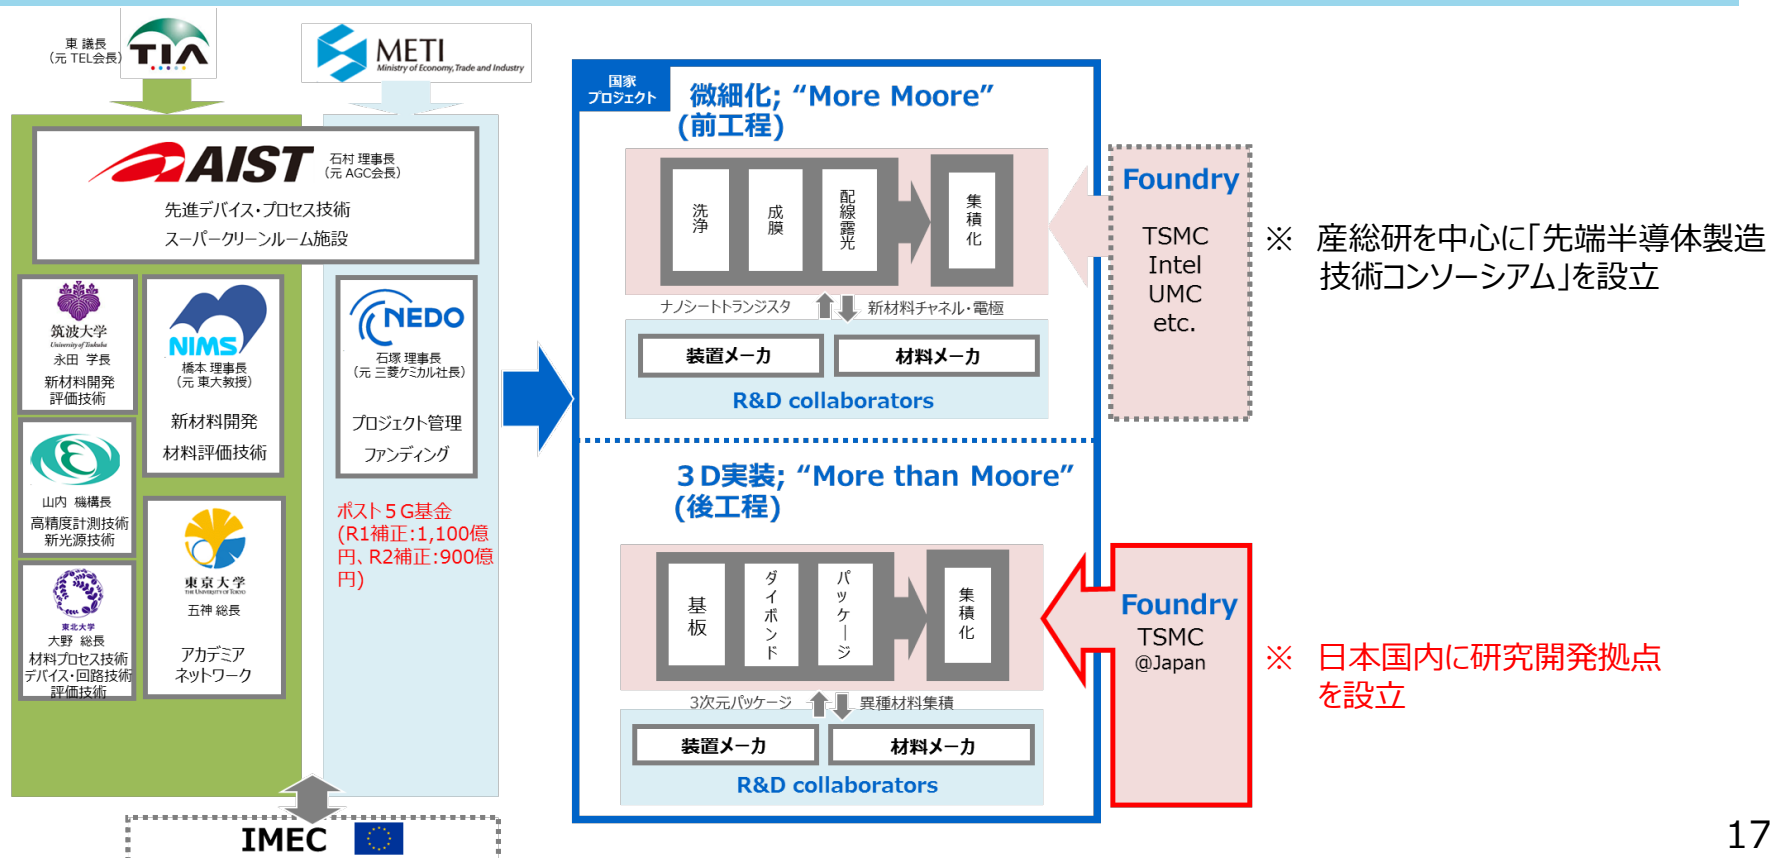 東 議長
（元 TEL会長）
TIA
METI
Ministry of Economy, Trade and Industry
AIST
石村 理事長
（元 AGC会長）
先進デバイス・プロセス技術
スーパークリーンルーム施設
筑波大学
University of Tsukuba
永田 学長
新材料開発
評価技術
NIMS
橋本 理事長
（元 東大教授）
新材料開発
材料評価技術
NEDO
石塚 理事長
（元 三菱ケミカル社長）
プロジェクト管理
ファンディング
山内 機構長
高精度計測技術
新光源技術
東京大学
THE UNIVERSITY OF TOKYO
五神 総長
アカデミア
ネットワーク
東北大学
大野 総長
材料プロセス技術
デバイス・回路技術
評価技術
ポスト５G基金
(R1補正:1,100億
円、R2補正:900億
円)
IMEC
国家
プロジェクト
微細化; “More Moore”
(前工程)
洗浄
成膜
配線露光
集積化
ナノシートトランジスタ
新材料チャネル・電極
装置メーカ
材料メーカ
R&D collaborators
３D実装; “More than Moore”
(後工程)
基板
ダイボンド
パッケージ
集積化
3次元パッケージ
異種材料集積
装置メーカ
材料メーカ
R&D collaborators
Foundry
TSMC
Intel
UMC
etc.
※ 産総研を中心に「先端半導体製造
技術コンソーシアム」を設立
Foundry
TSMC
@Japan
※ 日本国内に研究開発拠点
を設立
17